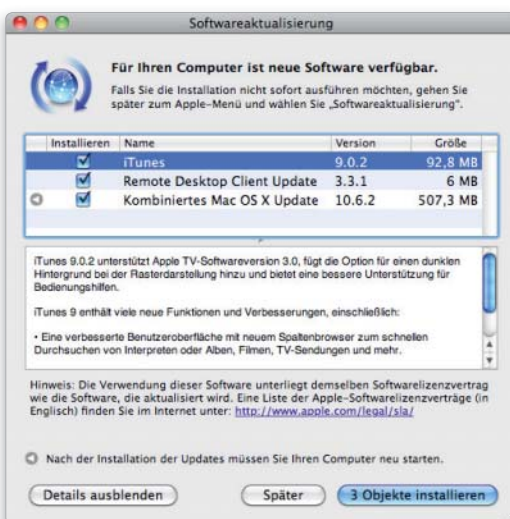 Softwareaktualisierung
Für Ihren Computer ist neue Software verfügbar.
Falls Sie die Installation nicht sofort ausführen möchten, gehen Sie
später zum Apple-Menü und wählen Sie „Softwareaktualisierung“.
Installieren Name Version Größe
iTunes 9.0.2 92,8 MB
Remote Desktop Client Update 3.3.1 6 MB
Kombiniertes Mac OS X Update 10.6.2 507,3 MB
iTunes 9.0.2 unterstützt Apple TV-Softwareversion 3.0, fügt die Option für einen dunklen
Hintergrund bei der Rasterdarstellung hinzu und bietet eine bessere Unterstützung für
Bedienungshilfen.
iTunes 9 enthält viele neue Funktionen und Verbesserungen, einschließlich:
• Eine verbesserte Benutzeroberfläche mit neuem Spaltenbrowser zum schnellen
Durchsuchen von Interpreten oder Alben, Filmen, TV-Sendungen und mehr.
Hinweis: Die Verwendung dieser Software unterliegt demselben Softwarelizenzvertrag
wie die Software, die aktualisiert wird. Eine Liste der Apple-Softwarelizenzverträge (in
Englisch) finden Sie im Internet unter: http://www.apple.com/legal/sla/
Nach der Installation der Updates müssen Sie Ihren Computer neu starten.
Details ausblenden Später 3 Objekte installieren